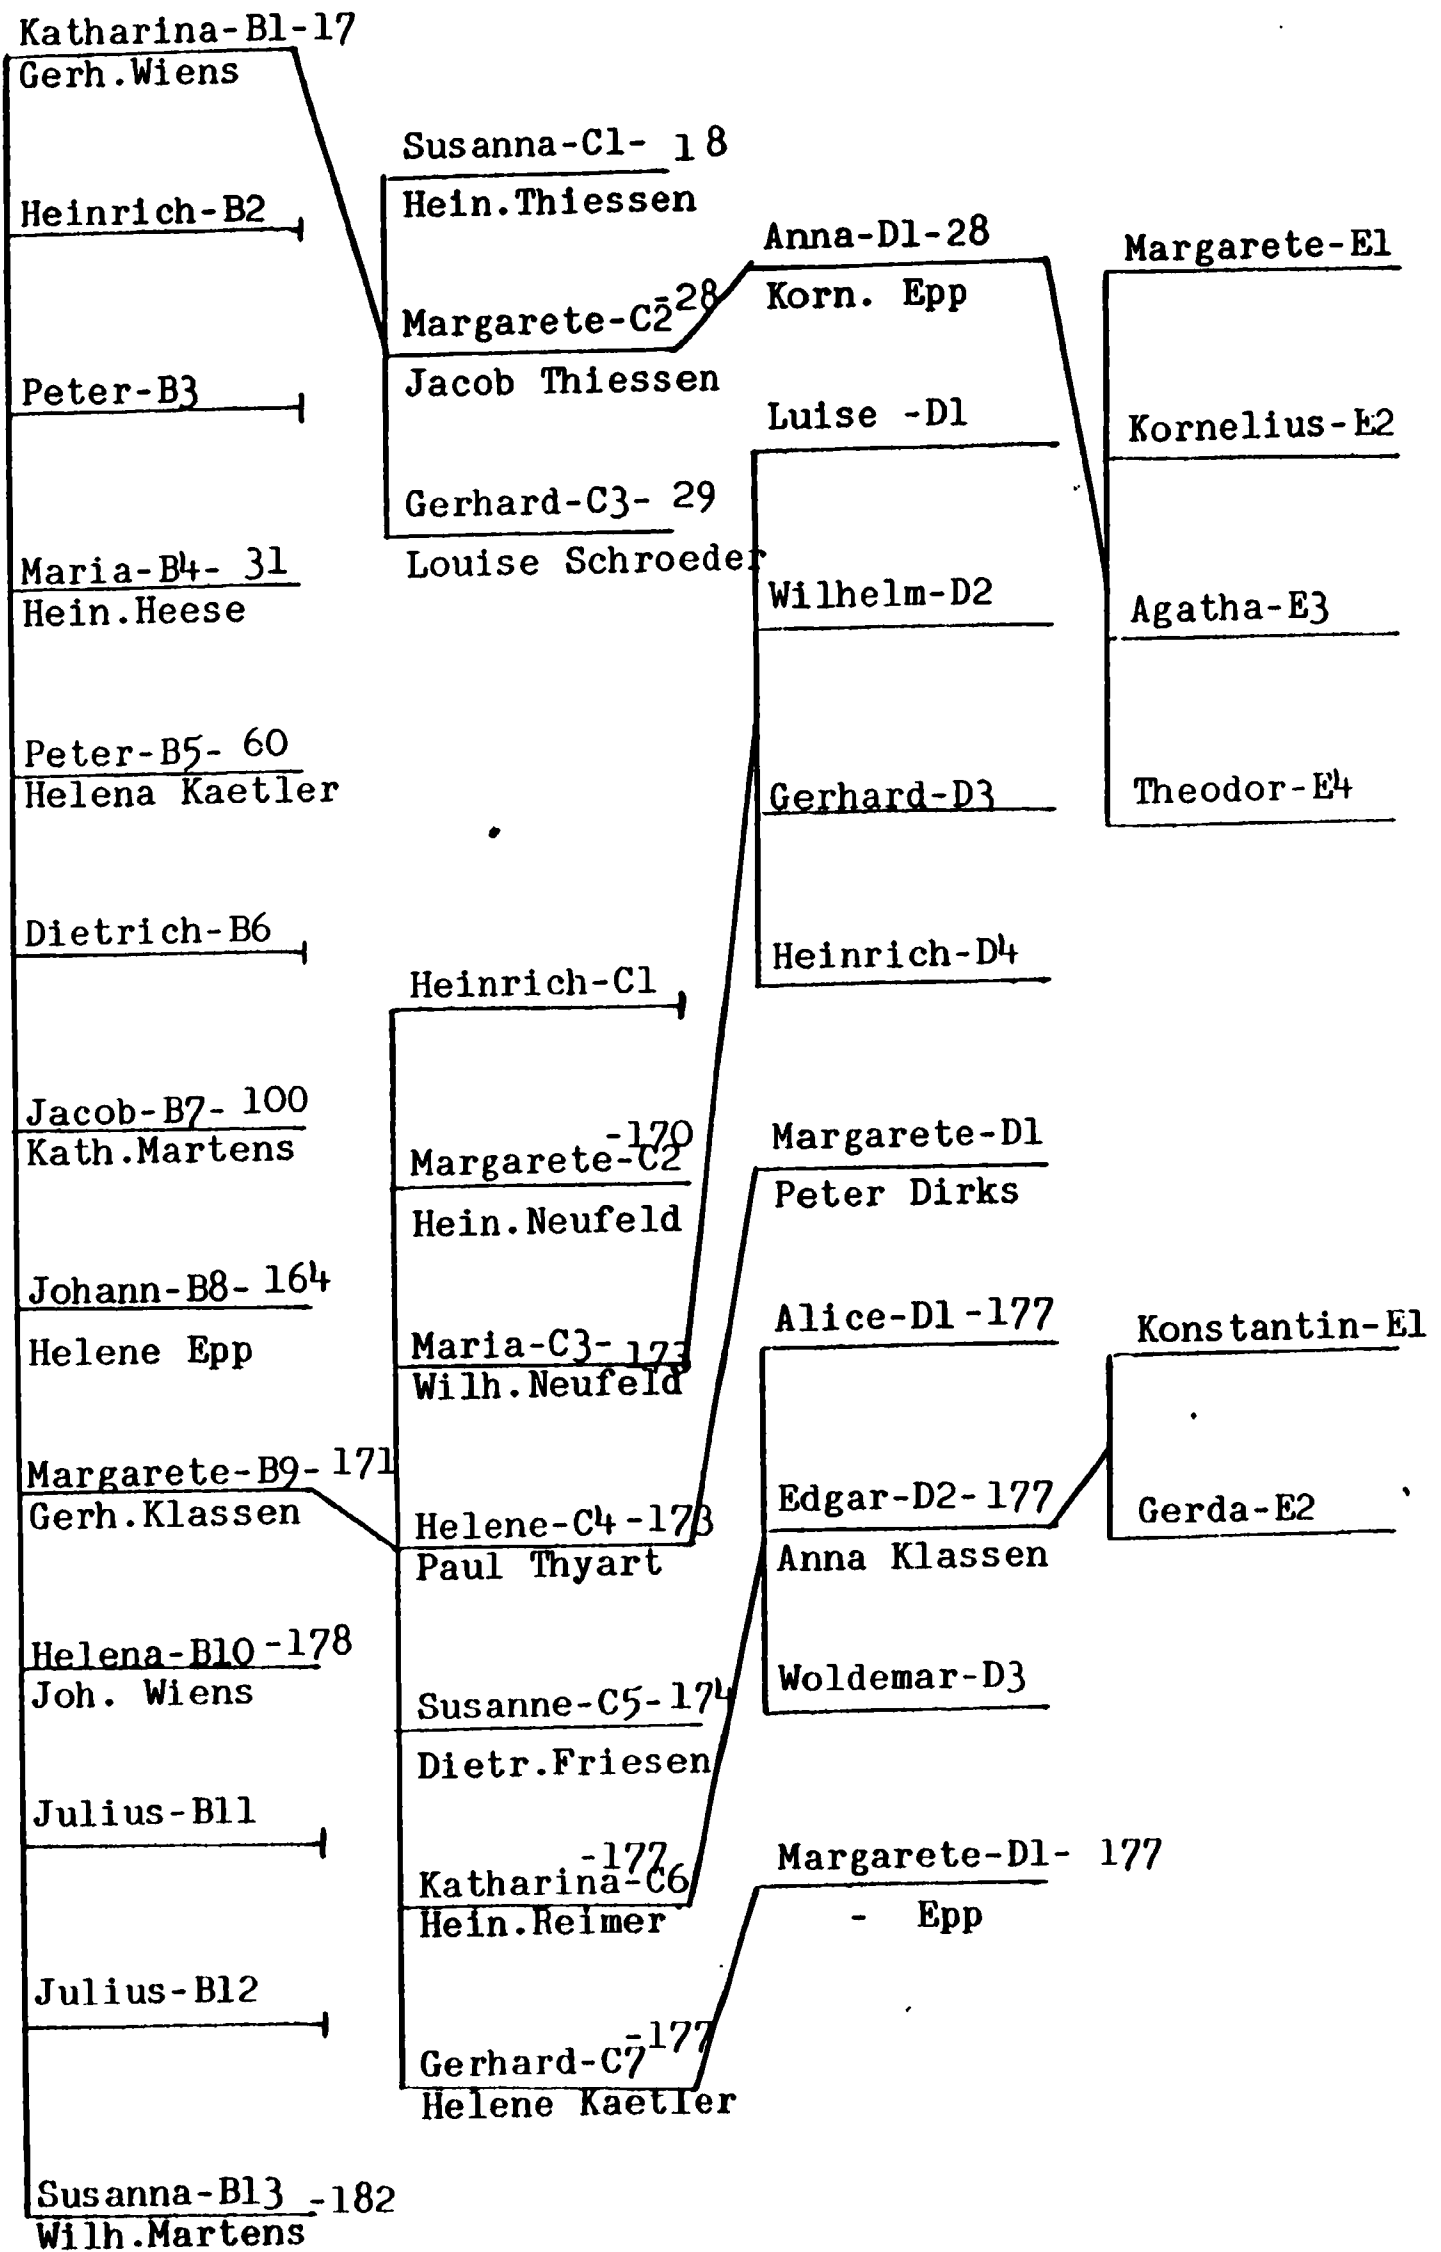 Katharina-B1-17
Gerh.Wiens
Heinrich-B2
Peter-B3
Maria-B4- 31
Hein.Heese
Peter-B5- 60
Helena Kaetler
Dietrich-B6
Jacob-B7- 100
Kath.Martens
Johann-B8- 164
Helene Epp
Margarete-B9- 171
Gerh.Klassen
Helena-B10 -178
Joh. Wiens
Julius-B11
Julius-B12
Susanna-B13 -182
Wilh.Martens
Susanna-C1- 18
Hein.Thiessen
Margarete-C2 -28
Jacob Thiessen
Gerhard-C3- 29
Louise Schroeder
Heinrich-C1
Margarete-C2 -170
Hein.Neufeld
Maria-C3- 173
Wilh.Neufeld
Helene-C4 -173
Paul Thyart
Susanne-C5- 174
Dietr.Friesen
Katharina-C6 -177
Hein.Reimer
Gerhard-C7 -177
Helene Kaetler
Anna-D1-28
Korn. Epp
Luise -D1
Wilhelm-D2
Gerhard-D3
Heinrich-D4
Margarete-D1
Peter Dirks
Alice-D1 -177
Edgar-D2- 177
Anna Klassen
Woldemar-D3
Margarete-D1- 177
- Epp
Margarete-E1
Kornelius-E2
Agatha-E3
Theodor-E4
Konstantin-E1
Gerda-E2